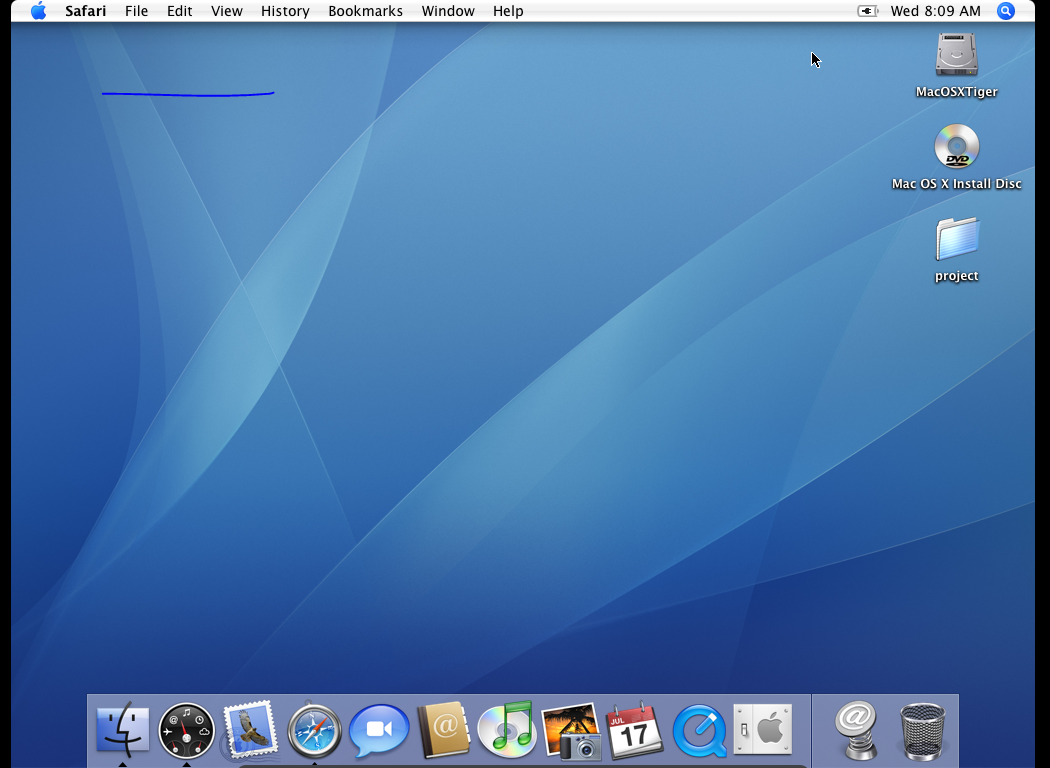 Safari File Edit View History Bookmarks Window Help Wed 8:09 AM
MacOSXTiger
DVD
Mac OS X Install Disc
project
@ @ JUL 17 @